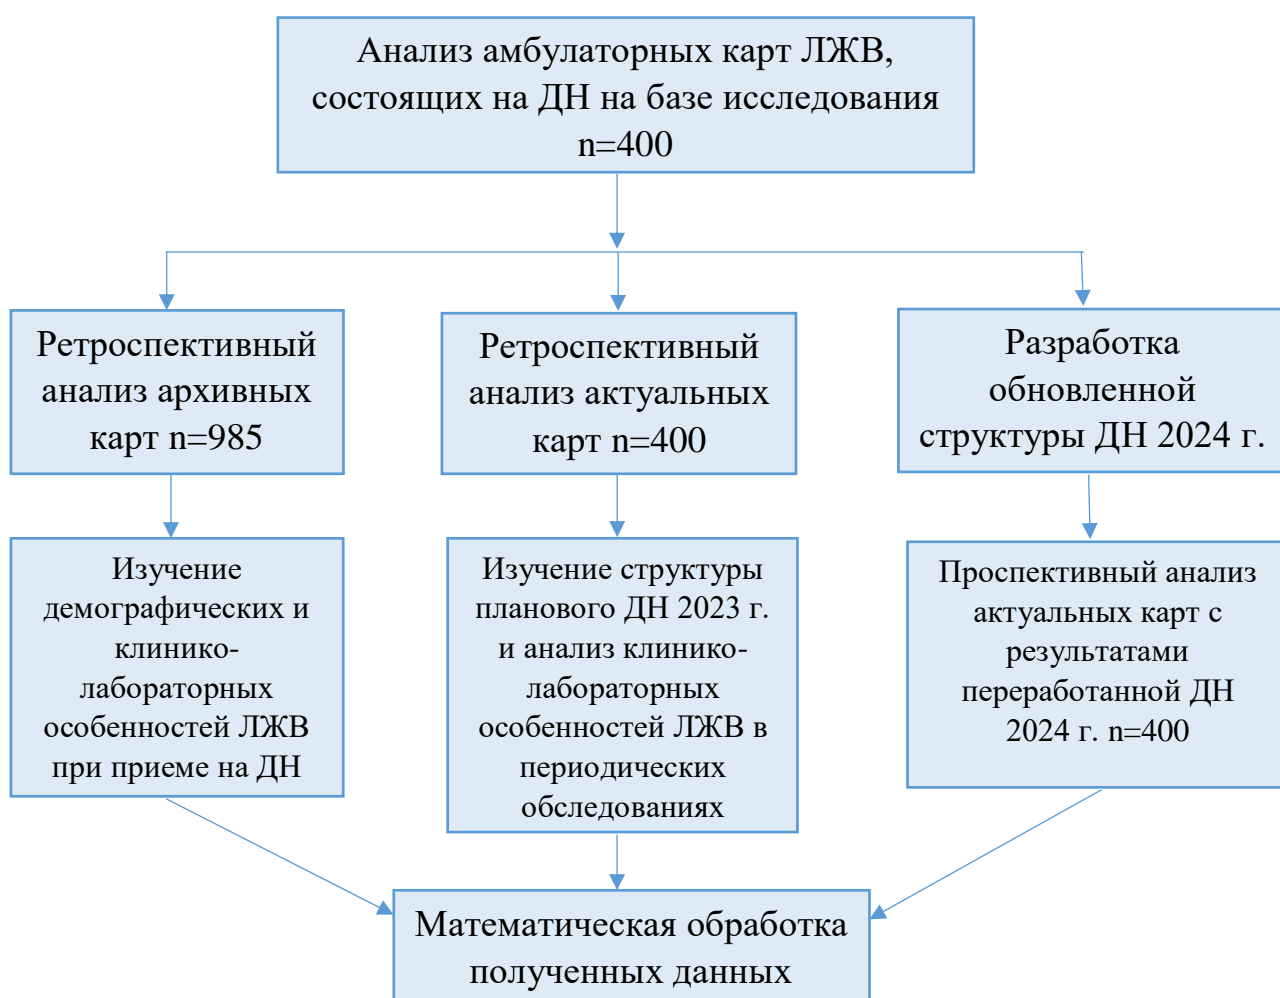 Анализ амбулаторных карт ЛЖВ,
состоящих на ДН на базе исследования
n=400
Ретроспективный
анализ архивных
карт n=985
Ретроспективный
анализ актуальных
карт n=400
Разработка
обновленной
структуры ДН 2024 г.
Изучение
демографических и
клинико-
лабораторных
особенностей ЛЖВ
при приеме на ДН
Изучение структуры
планового ДН 2023 г.
и анализ клинико-
лабораторных
особенностей ЛЖВ в
периодических
обследованиях
Проспективный анализ
актуальных карт с
результатами
переработанной ДН
2024 г. n=400
Математическая обработка
полученных данных